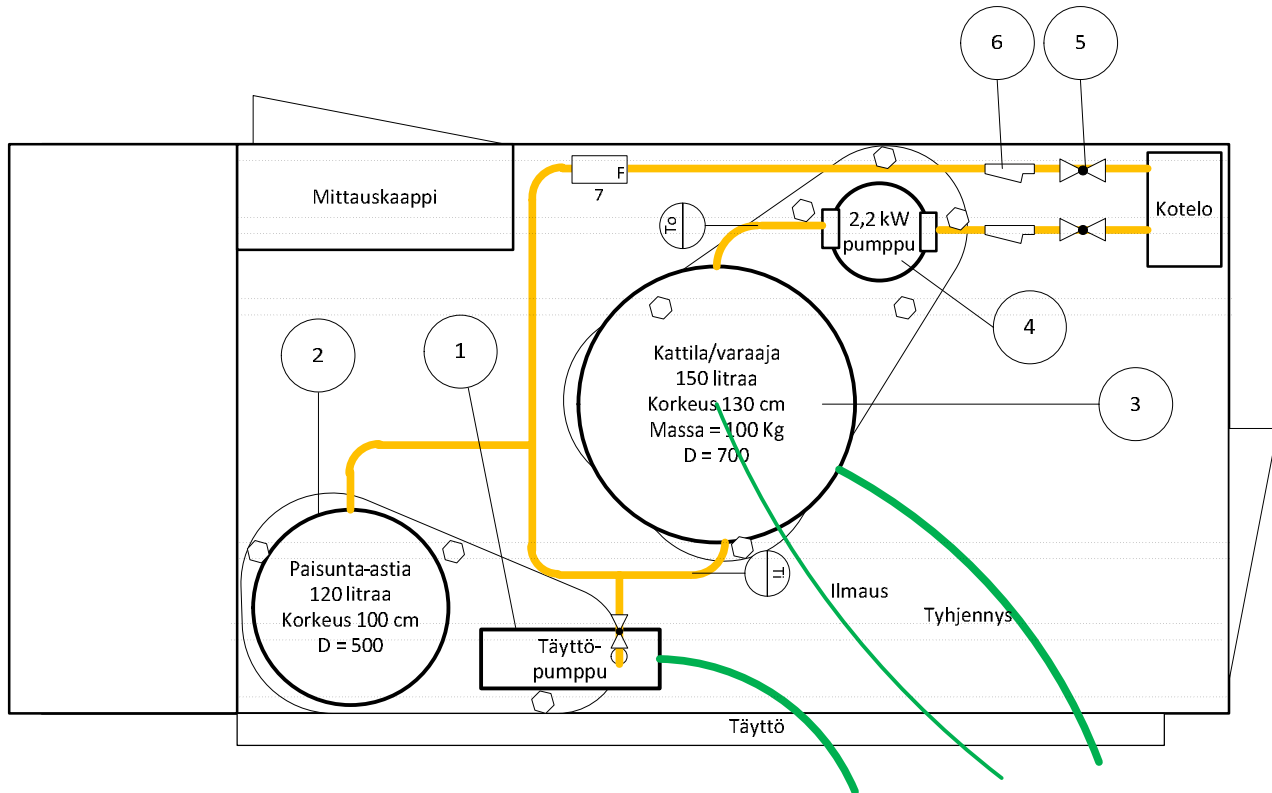 6
5
Mittauskaappi
F
7
To
2,2 kW
pumppu
Kotelo
2
1
4
Kattila/varaaja
150 litraa
Korkeus 130 cm
Massa = 100 Kg
D = 700
3
Paisunta-astia
120 litraa
Korkeus 100 cm
D = 500
Ti
Ilmaus
Tyhjennys
Täyttö-
pumppu
Täyttö